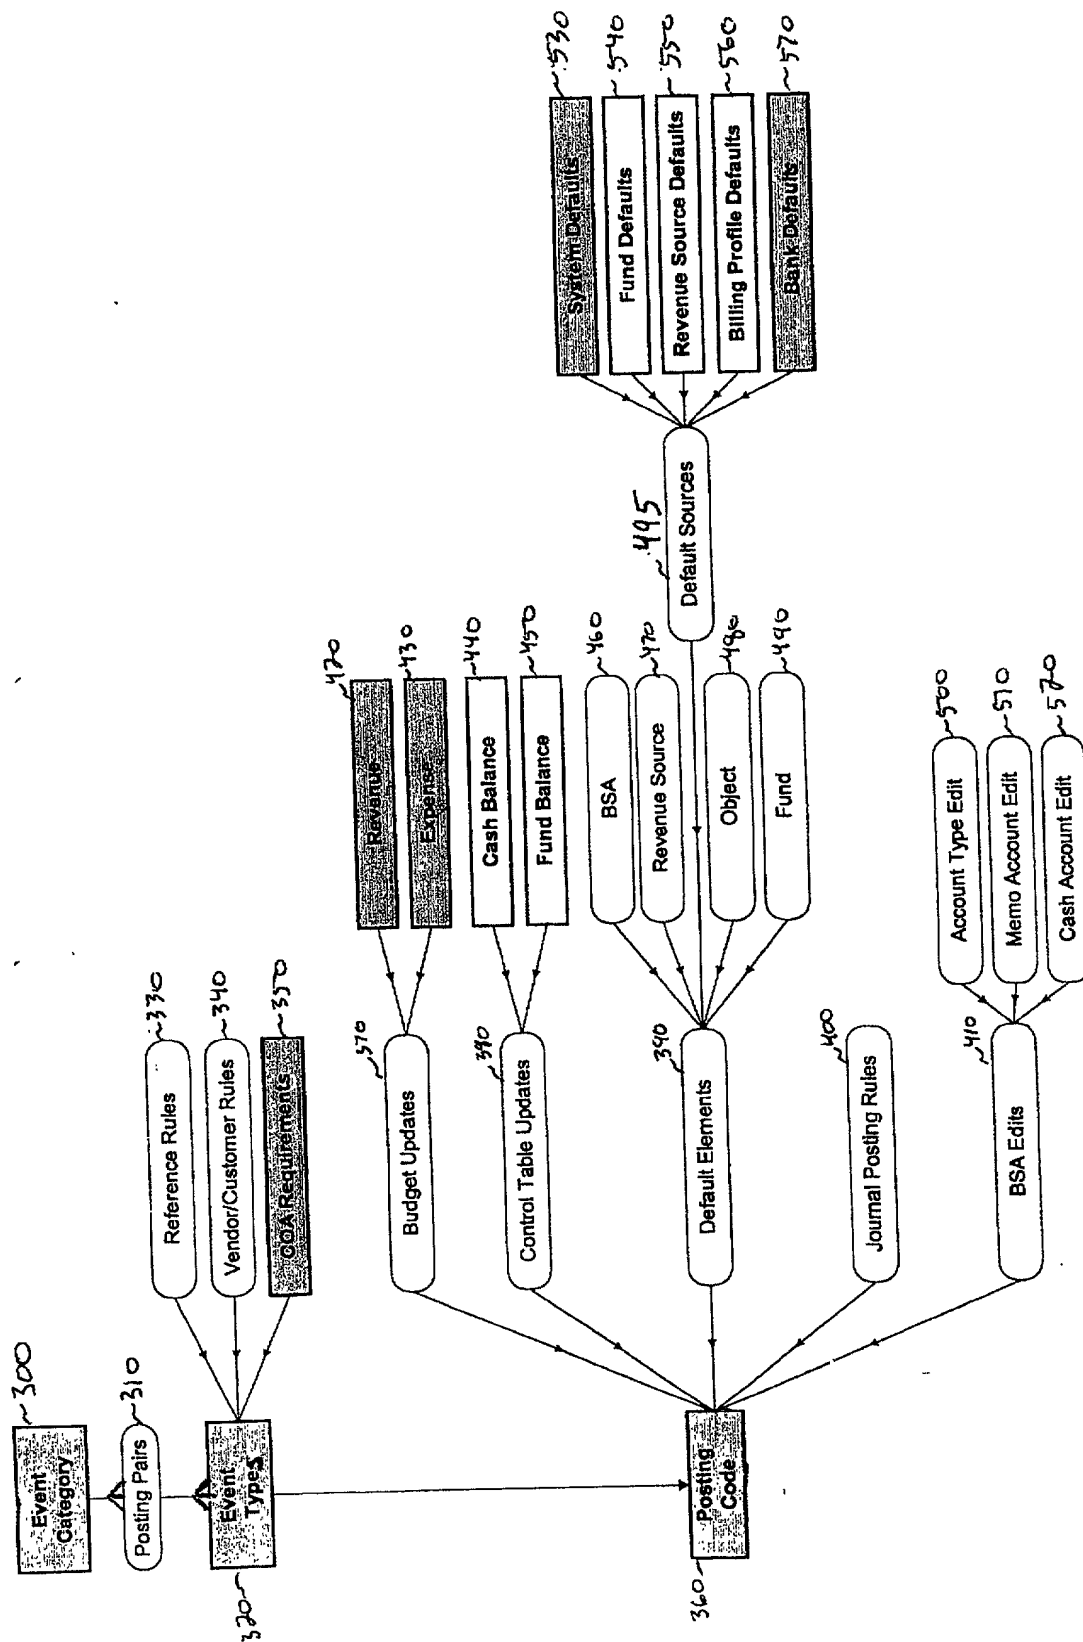 Event
Category
300
Posting Pairs
310
Event
Types
320
Reference Rules
330
Vendor/Customer Rules
340
COA Requirements
350
Posting
Code
360
Budget Updates
370
Revenue
420
Expense
430
Control Table Updates
380
Cash Balance
440
Fund Balance
450
Default Elements
390
BSA
460
Revenue Source
470
Default Sources
495
Object
480
Fund
490
System Defaults
530
Fund Defaults
540
Revenue Source Defaults
550
Billing Profile Defaults
560
Bank Defaults
570
Journal Posting Rules
400
BSA Edits
410
Account Type Edit
500
Memo Account Edit
510
Cash Account Edit
520